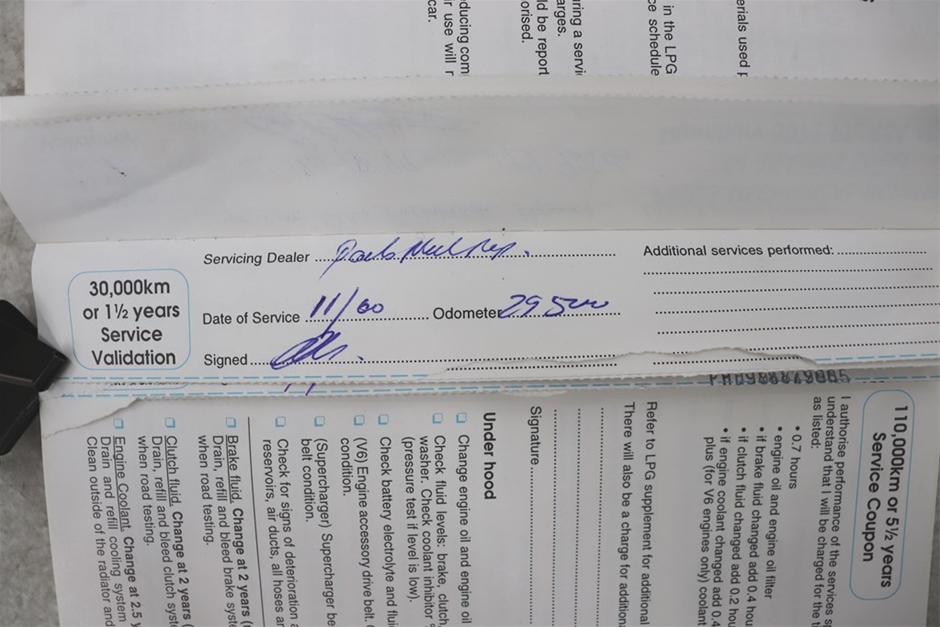 ducing com
r use will r
car.
ring a servi
arges.
ld be report
orised.
in the LPG
ce schedule
erials used
30,000km
or 1½ years
Service
Validation
Servicing Dealer
Date of Service 11/00 Odometer 29500
Signed
Additional services performed:
110,000km or 5½ years
Service Coupon
I authorise performance of the services
understand that I will be charged for the
as listed:
• 0.7 hours
• engine oil and engine oil filter
• if brake fluid changed add 0.4 hou
• if clutch fluid changed add 0.2 hou
• if engine coolant changed add 0.4
plus (for V6 engines only) coolant
Refer to LPG supplement for additional
There will also be a charge for additiona
Signature
Under hood
Change engine oil and engine oil
Check fluid levels: brake, clutch,
washer. Check coolant inhibitor
(pressure test if level is low).
Check battery electrolyte and flui
(V6) Engine accessory drive belt.
condition.
(Supercharger) Supercharger be
belt condition.
Check for signs of deterioration
reservoirs, air ducts, all hoses an
Brake fluid. Change at 2 years
Drain, refill and bleed brake syste
when road testing.
Clutch fluid. Change at 2 years
Drain, refill and bleed clutch syst
when road testing.
Engine Coolant. Change at 2.5
Drain and refill cooling system
Clean outside of the radiator and